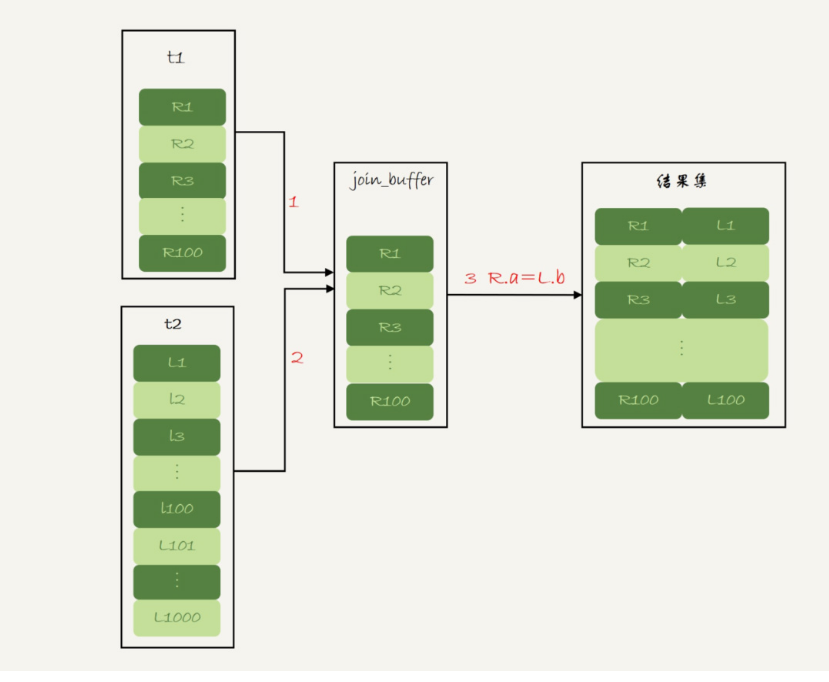 t1
R1
R2
R3
⋮
R100
t2
L1
l2
l3
⋮
l100
L101
⋮
L1000
1
2
join_buffer
R1
R2
R3
⋮
R100
3 R.a=L.b
结果集
R1 L1
R2 L2
R3 L3
⋮
R100 L100